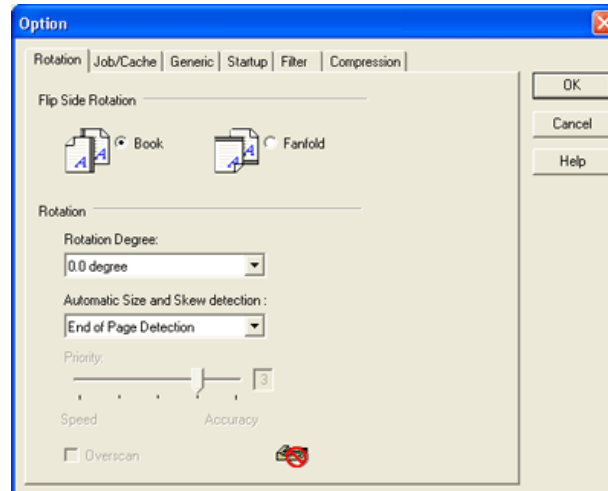 Option
Rotation Job/Cache Generic Startup Filter Compression
OK
Flip Side Rotation
Cancel
Book Fanfold
Help
Rotation
Rotation Degree:
0.0 degree
Automatic Size and Skew detection :
End of Page Detection
Priority:
3
Speed Accuracy
Overscan